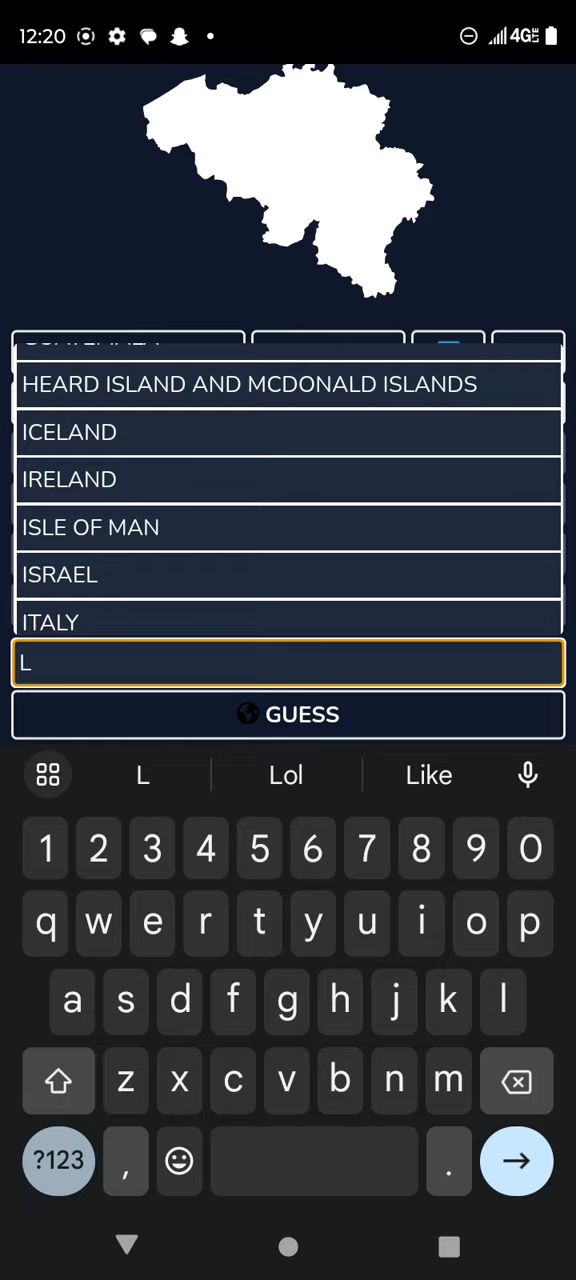 12:20
4G LTE
HEARD ISLAND AND MCDONALD ISLANDS
ICELAND
IRELAND
ISLE OF MAN
ISRAEL
ITALY
L
GUESS
L Lol Like
1 2 3 4 5 6 7 8 9 0
q w e r t y u i o p
a s d f g h j k l
z x c v b n m
?123 , .